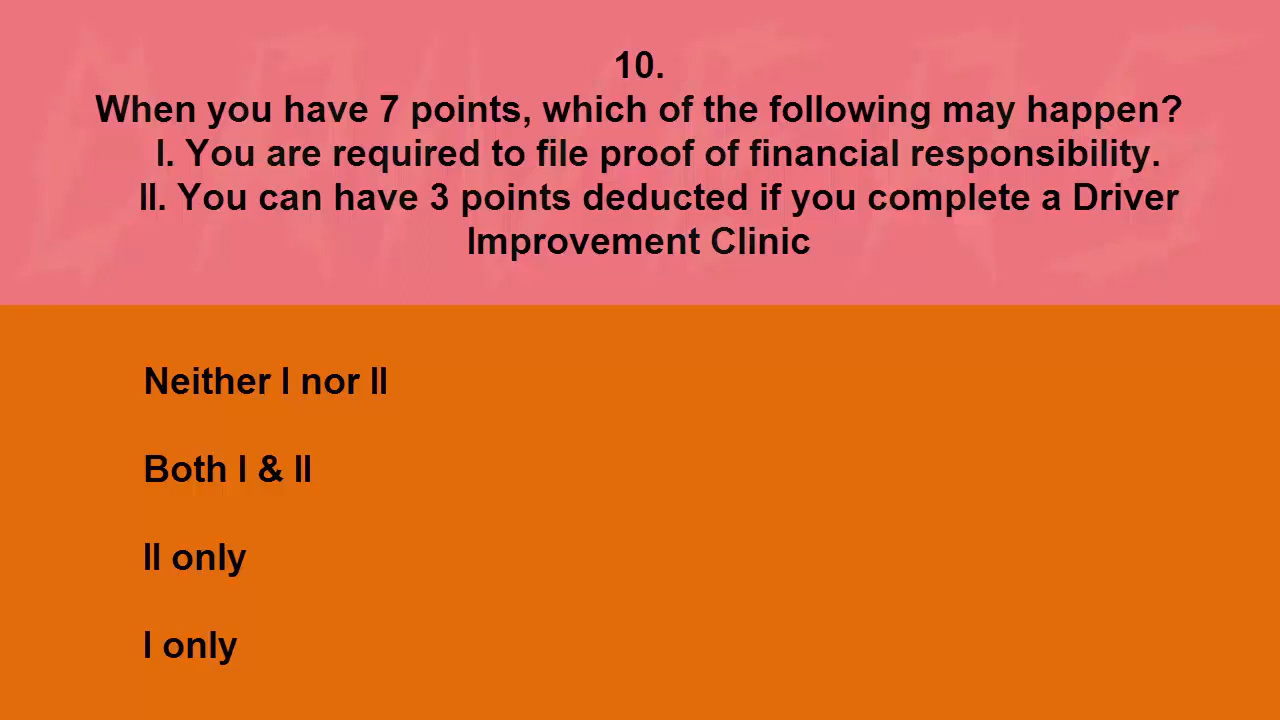 10.
When you have 7 points, which of the following may happen?
I. You are required to file proof of financial responsibility.
II. You can have 3 points deducted if you complete a Driver
Improvement Clinic
Neither I nor II
Both I & II
II only
I only